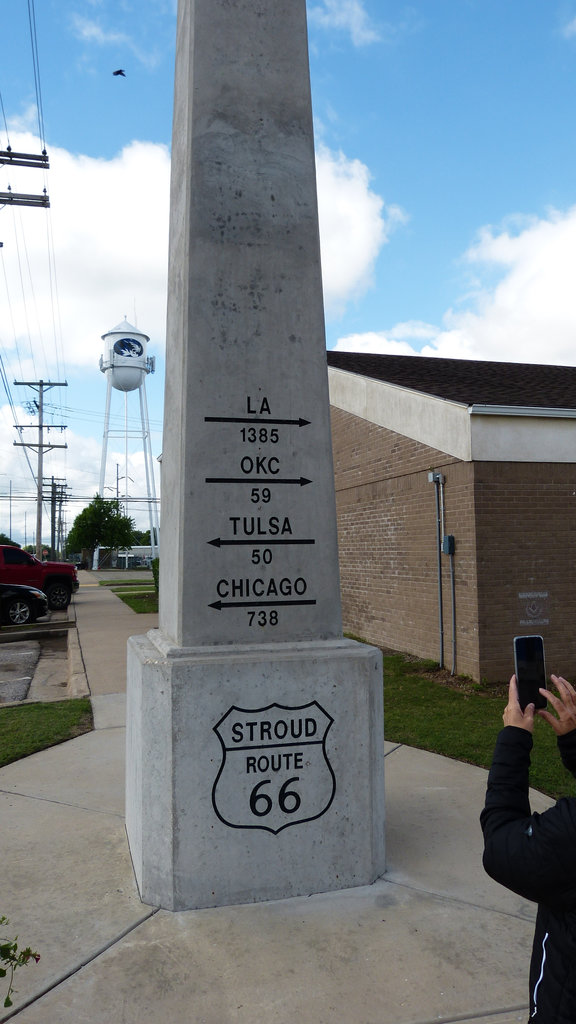 LA
1385
OKC
59
TULSA
50
CHICAGO
738
STROUD
ROUTE
66